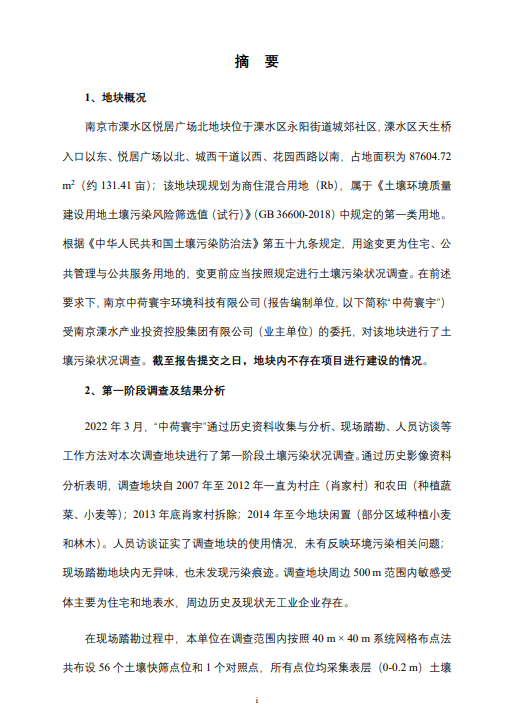 摘 要
1、地块概况
南京市溧水区悦居广场北地块位于溧水区永阳街道城郊社区，溧水区天生桥
入口以东、悦居广场以北、城西干道以西、花园西路以南，占地面积为 87604.72
m²（约 131.41 亩）；该地块现规划为商住混合用地（Rb），属于《土壤环境质量
建设用地土壤污染风险筛选值（试行）》（GB 36600-2018）中规定的第一类用地。
根据《中华人民共和国土壤污染防治法》第五十九条规定，用途变更为住宅、公
共管理与公共服务用地的，变更前应当按照规定进行土壤污染状况调查。在前述
要求下，南京中荷寰宇环境科技有限公司（报告编制单位，以下简称“中荷寰宇”）
受南京溧水产业投资控股集团有限公司（业主单位）的委托，对该地块进行了土
壤污染状况调查。截至报告提交之日，地块内不存在项目进行建设的情况。
2、第一阶段调查及结果分析
2022 年 3 月，“中荷寰宇”通过历史资料收集与分析、现场踏勘、人员访谈等
工作方法对本次调查地块进行了第一阶段土壤污染状况调查。通过历史影像资料
分析表明，调查地块自 2007 年至 2012 年一直为村庄（肖家村）和农田（种植蔬
菜、小麦等）；2013 年底肖家村拆除；2014 年至今地块闲置（部分区域种植小麦
和林木）。人员访谈证实了调查地块的使用情况，未有反映环境污染相关问题；
现场踏勘地块内无异味，也未发现污染痕迹。调查地块周边 500 m 范围内敏感受
体主要为住宅和地表水，周边历史及现状无工业企业存在。
在现场踏勘过程中，本单位在调查范围内按照 40 m × 40 m 系统网格布点法
共布设 56 个土壤快筛点位和 1 个对照点，所有点位均采集表层（0-0.2 m）土壤
i